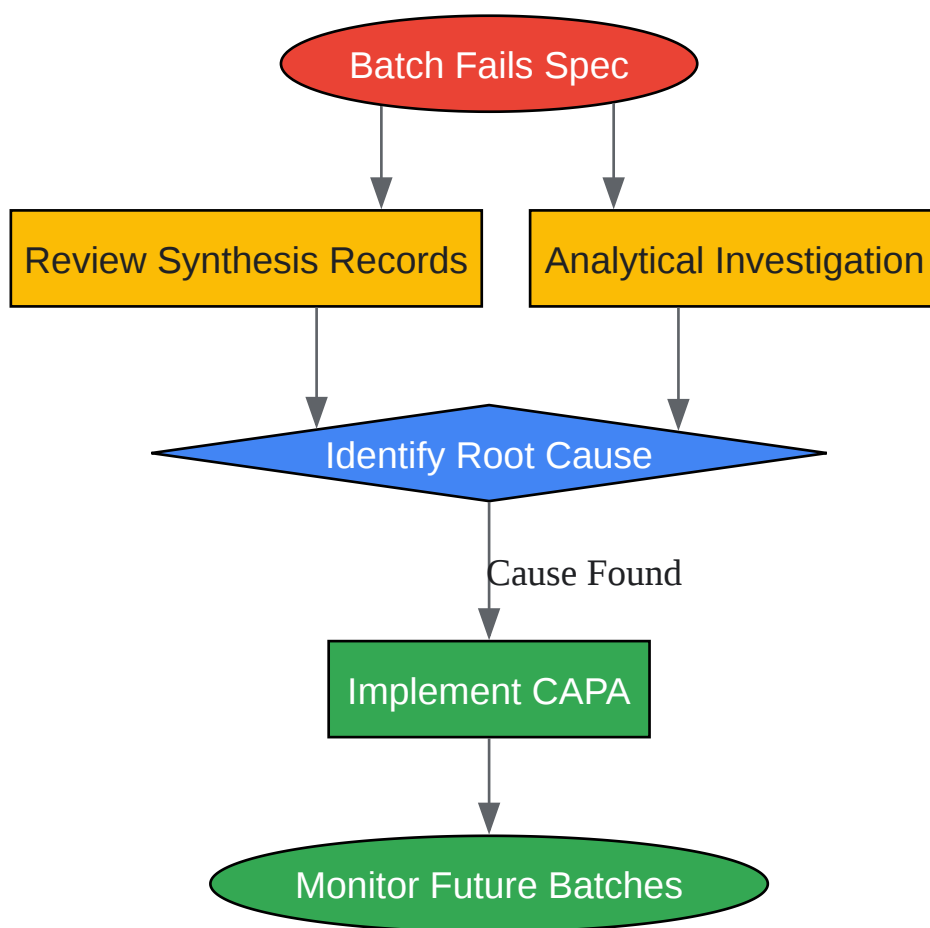 Batch Fails Spec
Review Synthesis Records
Analytical Investigation
Identify Root Cause
Cause Found
Implement CAPA
Monitor Future Batches